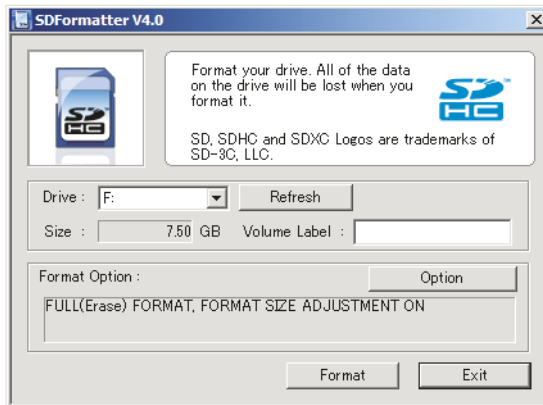 SDFormatter V4.0
Format your drive. All of the data
on the drive will be lost when you
format it.
SD, SDHC and SDXC Logos are trademarks of
SD-3C, LLC.
SD
HC
SD™
HC
Drive : F: Refresh
Size : 7.50 GB Volume Label :
Format Option : Option
FULL(Erase) FORMAT, FORMAT SIZE ADJUSTMENT ON
Format Exit